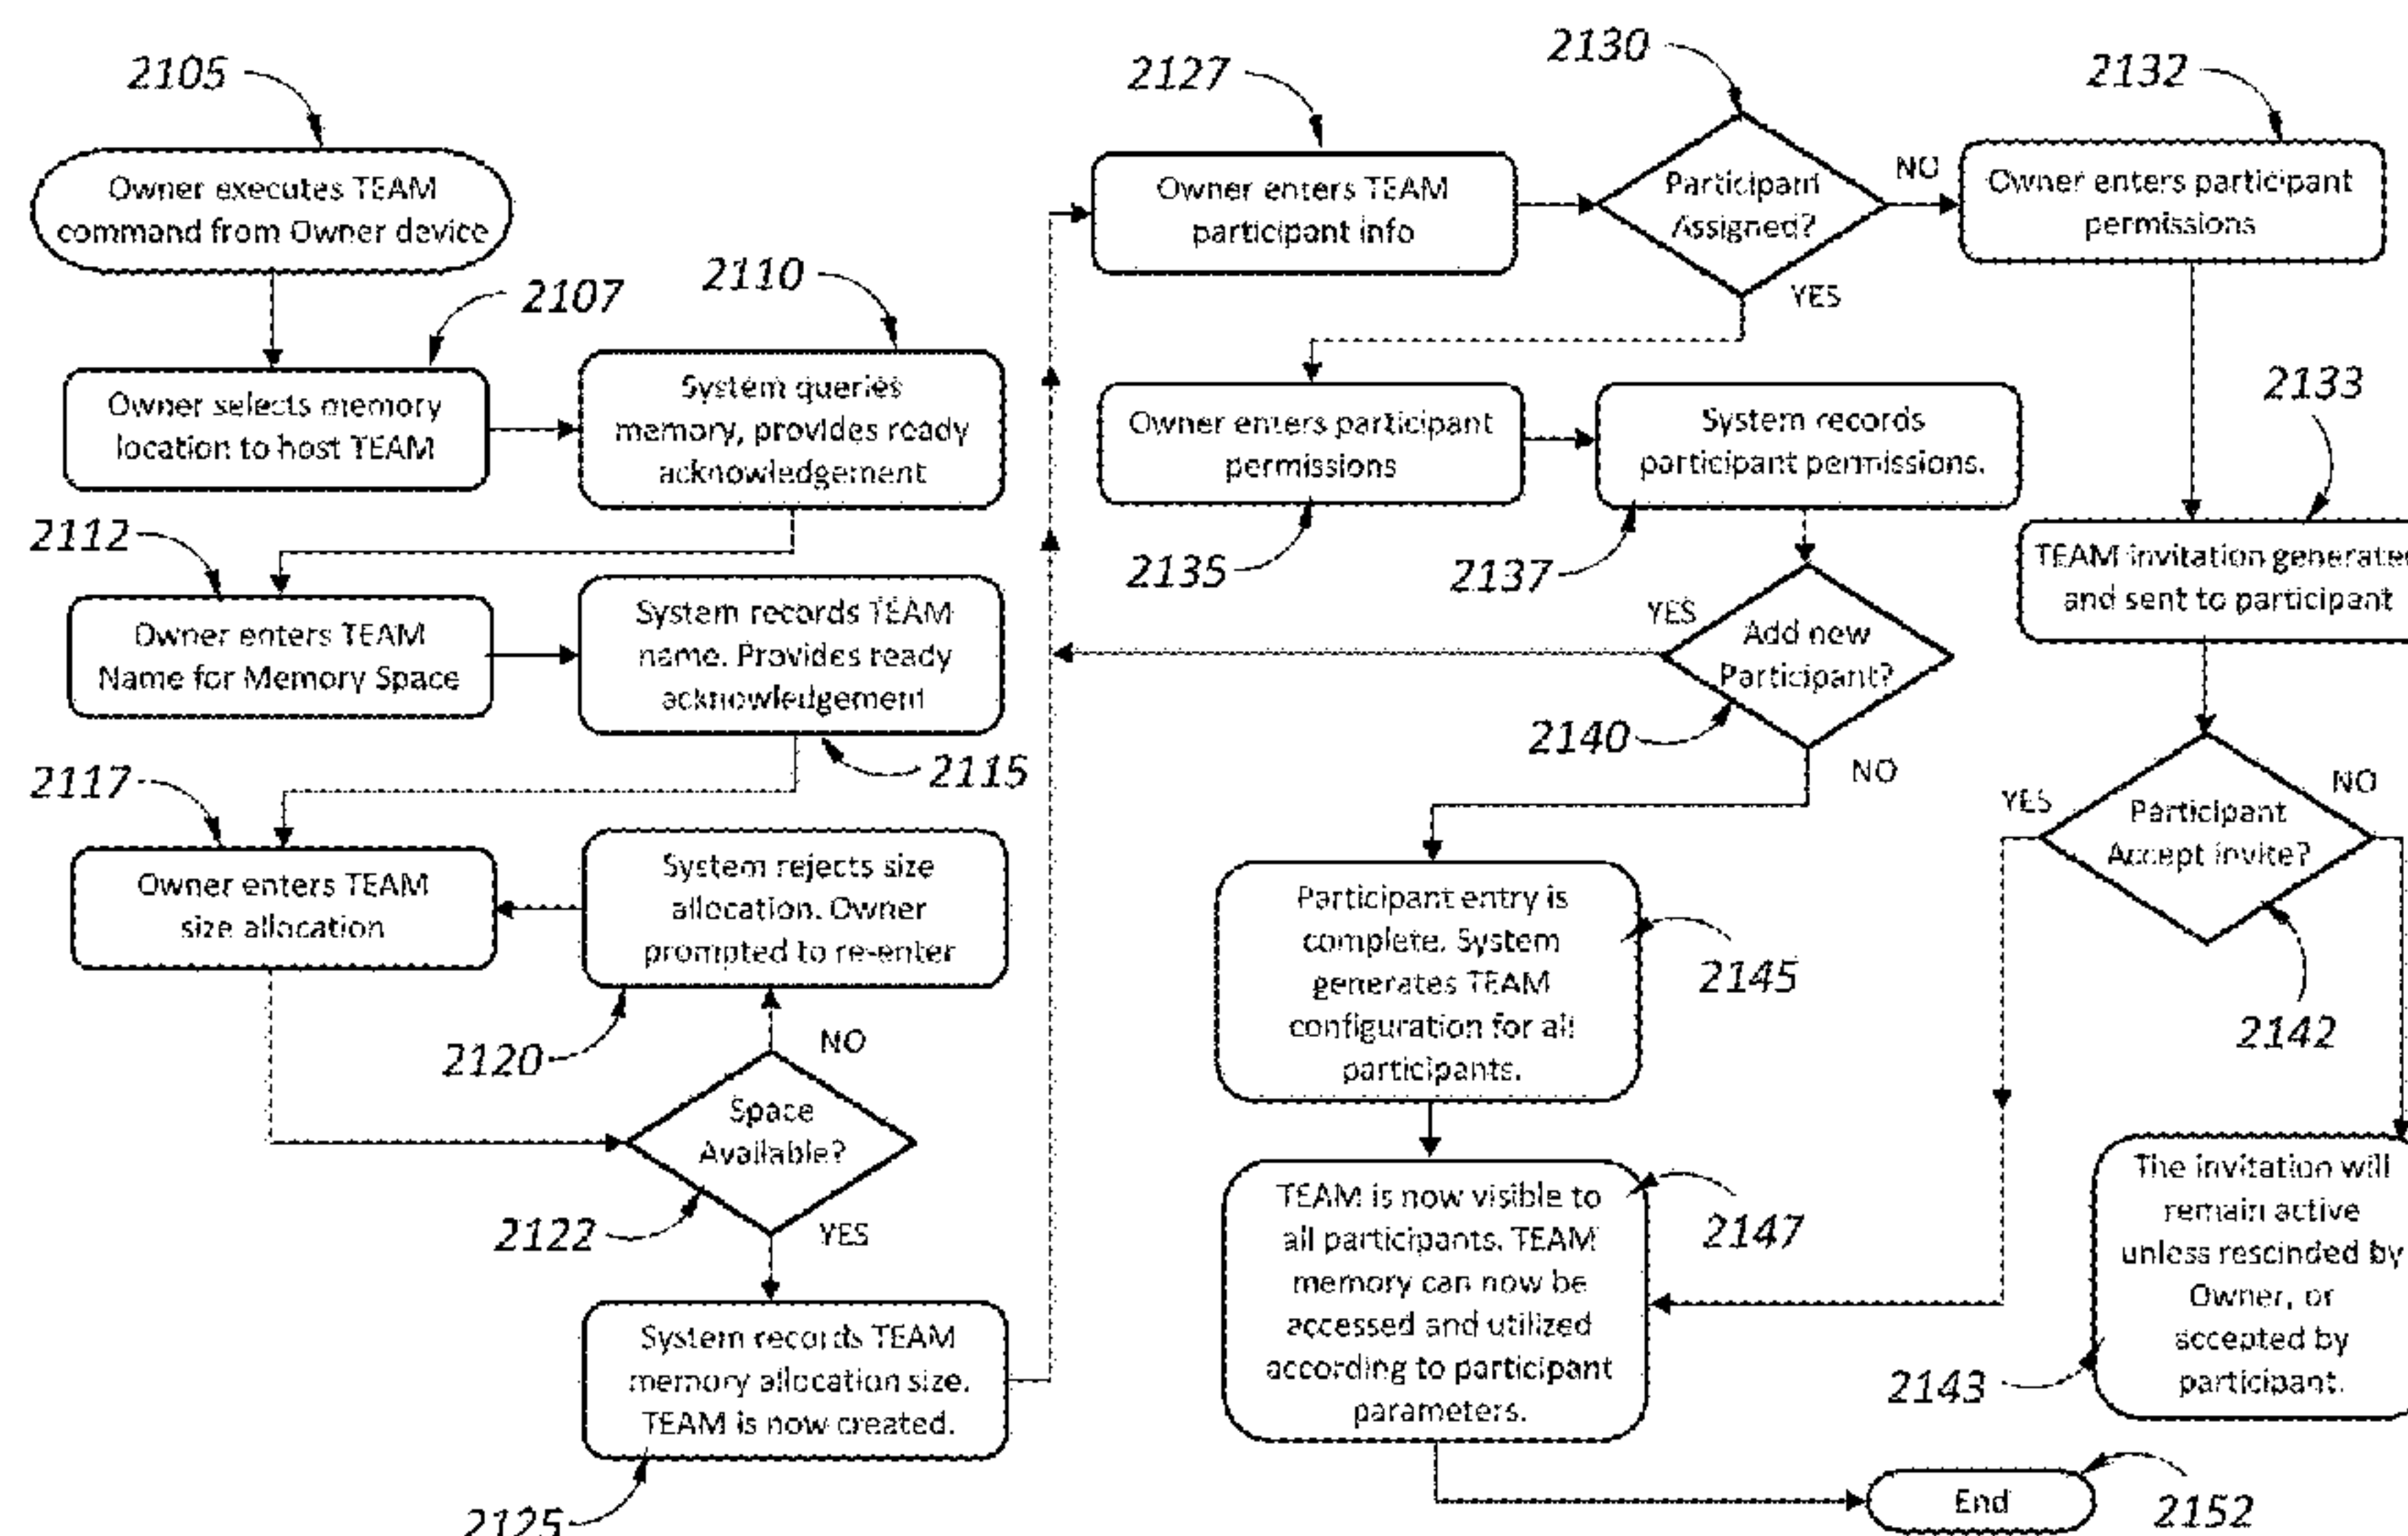 2105
Owner executes TEAM
command from Owner device
2107
Owner selects memory
location to host TEAM
2110
System queries
memory, provides ready
acknowledgement
2112
Owner enters TEAM
Name for Memory Space
System records TEAM
name. Provides ready
acknowledgement
2115
2117
Owner enters TEAM
size allocation
System rejects size
allocation. Owner
prompted to re-enter
2120
NO
Space
Available?
2122
YES
System records TEAM
memory allocation size.
TEAM is now created.
2125
2127
Owner enters TEAM
participant info
2130
Participant
Assigned?
NO
YES
2132
Owner enters participant
permissions
2133
TEAM invitation generated
and sent to participant
Owner enters participant
permissions
2135
System records
participant permissions.
2137
YES
Add new
Participant?
2140
NO
YES
Participant
Accept invite?
NO
2142
Participant entry is
complete. System
generates TEAM
configuration for all
participants.
2145
TEAM is now visible to
all participants. TEAM
memory can now be
accessed and utilized
according to participant
parameters.
2147
The invitation will
remain active
unless rescinded by
Owner, or
accepted by
participant.
2143
End
2152